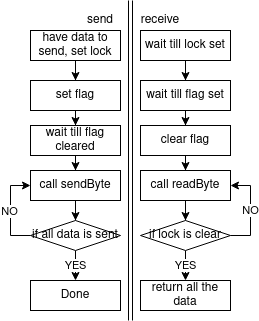 send
have data to
send, set lock
set flag
wait till flag
cleared
call sendByte
NO
if all data is sent
YES
Done
receive
wait till lock set
wait till flag set
clear flag
call readByte
NO
if lock is clear
YES
return all the
data